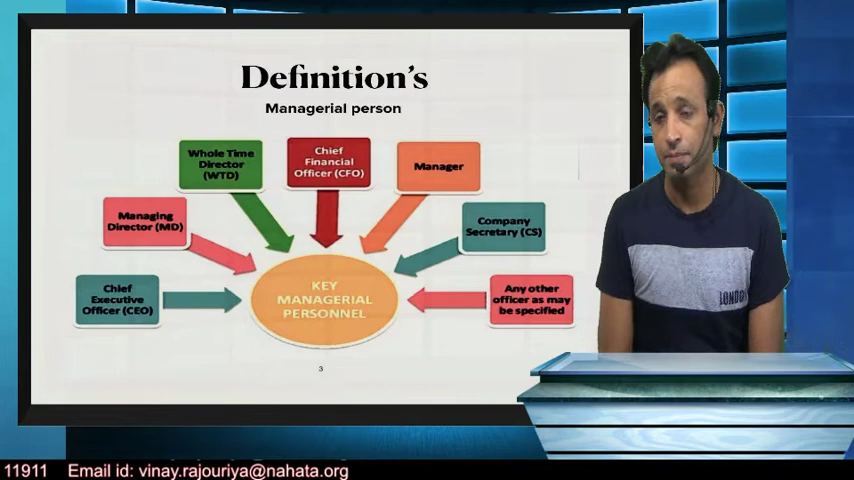 Definition's
Managerial person
Whole Time
Director
(WTD)
Chief
Financial
Officer (CFO)
Manager
Managing
Director (MD)
Company
Secretary (CS)
Chief
Executive
Officer (CEO)
KEY
MANAGERIAL
PERSONNEL
Any other
officer as may
be specified
3
LONDON
11911 Email id: vinay.rajouriya@nahata.org